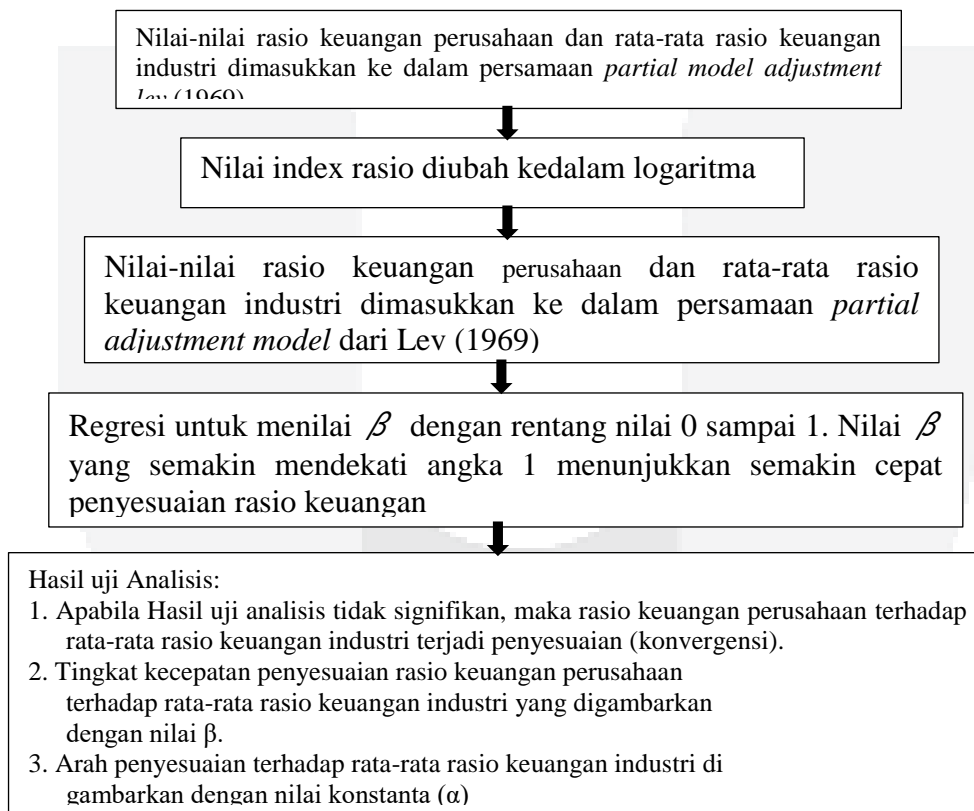 Nilai-nilai rasio keuangan perusahaan dan rata-rata rasio keuangan
industri dimasukkan ke dalam persamaan partial model adjustment
lev (1969)
Nilai index rasio diubah kedalam logaritma
Nilai-nilai rasio keuangan perusahaan dan rata-rata rasio
keuangan industri dimasukkan ke dalam persamaan partial
adjustment model dari Lev (1969)
Regresi untuk menilai β dengan rentang nilai 0 sampai 1. Nilai β
yang semakin mendekati angka 1 menunjukkan semakin cepat
penyesuaian rasio keuangan
Hasil uji Analisis:
1. Apabila Hasil uji analisis tidak signifikan, maka rasio keuangan perusahaan terhadap
rata-rata rasio keuangan industri terjadi penyesuaian (konvergensi).
2. Tingkat kecepatan penyesuaian rasio keuangan perusahaan
terhadap rata-rata rasio keuangan industri yang digambarkan
dengan nilai β.
3. Arah penyesuaian terhadap rata-rata rasio keuangan industri di
gambarkan dengan nilai konstanta (α)